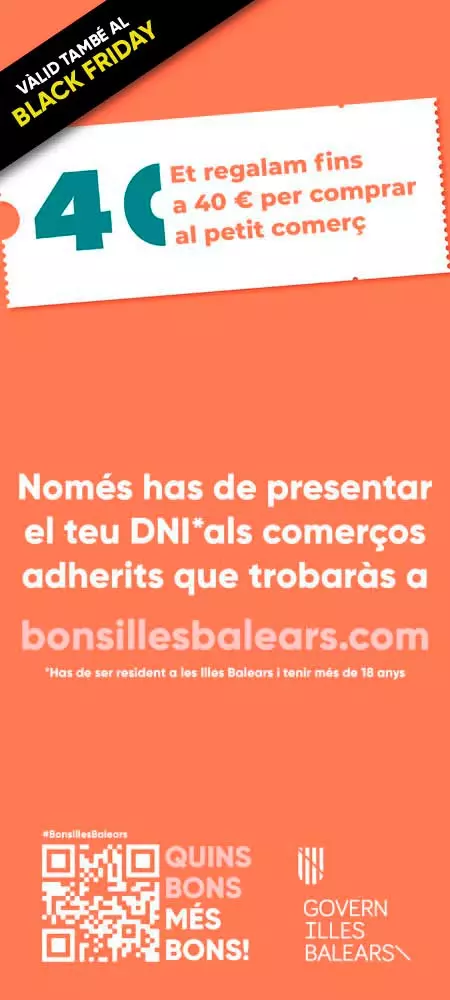 VÀLID TAMBÉ AL
BLACK FRIDAY
40
Et regalam fins
a 40 € per comprar
al petit comerç
Només has de presentar
el teu DNI*als comerços
adherits que trobaràs a
bonsillesbalears.com
*Has de ser resident a les Illes Balears i tenir més de 18 anys
#BonsIllesBalears
QUINS
BONS
MÉS
BONS!
GOVERN
ILLES
BALEARS